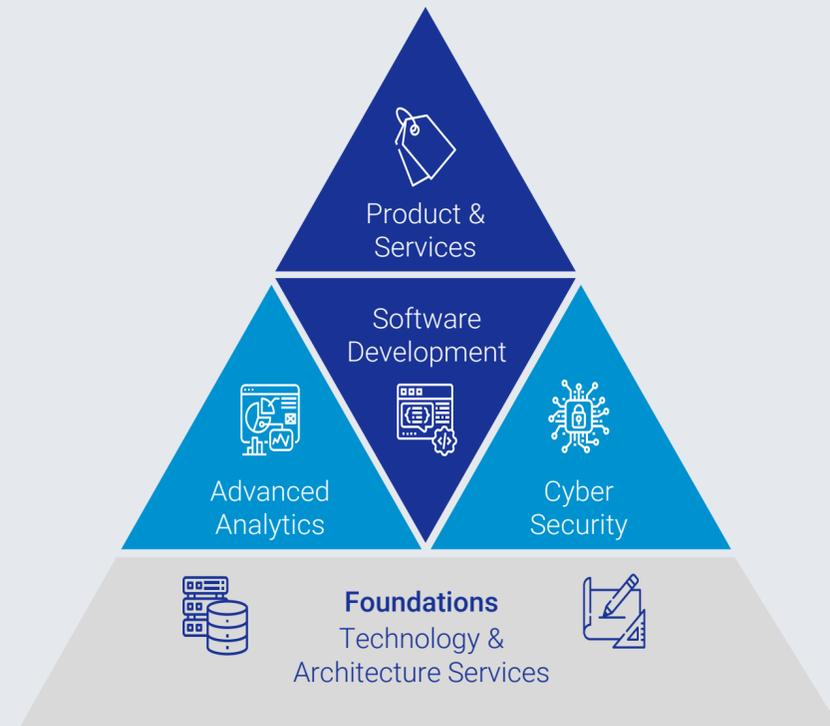 Product &
Services
Software
Development
Advanced
Analytics
Cyber
Security
Foundations
Technology &
Architecture Services